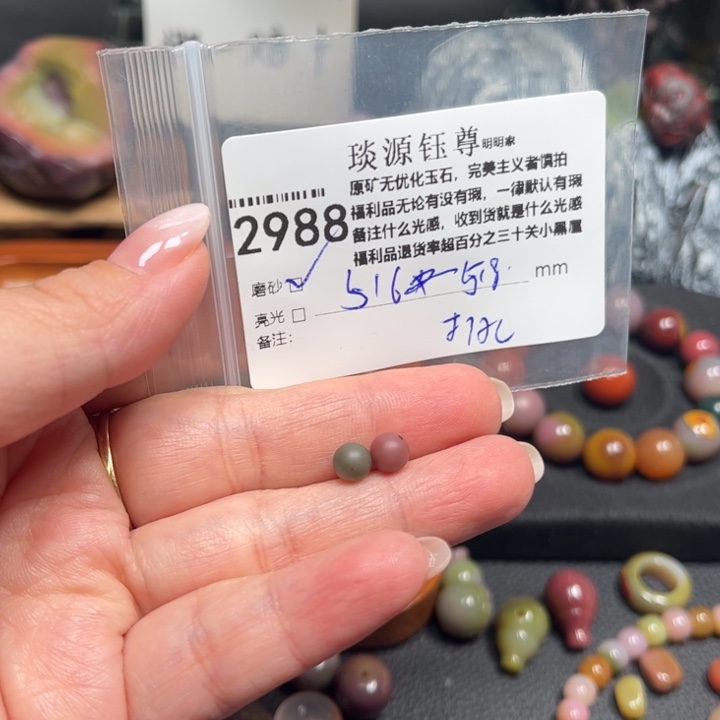 琰源钰尊明明家
原矿无优化玉石，完美主义者慎拍
福利品无论有没有瑕，一律默认有瑕
2988
备注什么光感，收到货就是什么光感
福利品退货率超百分之三十关小黑屋
磨砂
mm
亮光
备注：
打孔